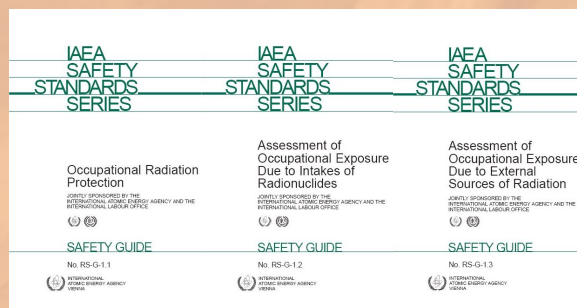 IAEA
SAFETY
STANDARDS
SERIES
Occupational Radiation
Protection
JOINTLY SPONSORED BY THE
INTERNATIONAL ATOMIC ENERGY AGENCY AND THE
INTERNATIONAL LABOUR OFFICE
SAFETY GUIDE
No. RS-G-1.1
INTERNATIONAL
ATOMIC ENERGY AGENCY
VIENNA
IAEA
SAFETY
STANDARDS
SERIES
Assessment of
Occupational Exposure
Due to Intakes of
Radionuclides
JOINTLY SPONSORED BY THE
INTERNATIONAL ATOMIC ENERGY AGENCY AND THE
INTERNATIONAL LABOUR OFFICE
SAFETY GUIDE
No. RS-G-1.2
INTERNATIONAL
ATOMIC ENERGY AGENCY
VIENNA
IAEA
SAFETY
STANDARDS
SERIES
Assessment of
Occupational Exposure
Due to External
Sources of Radiation
JOINTLY SPONSORED BY THE
INTERNATIONAL ATOMIC ENERGY AGENCY AND THE
INTERNATIONAL LABOUR OFFICE
SAFETY GUIDE
No. RS-G-1.3
INTERNATIONAL
ATOMIC ENERGY AGENCY
VIENNA